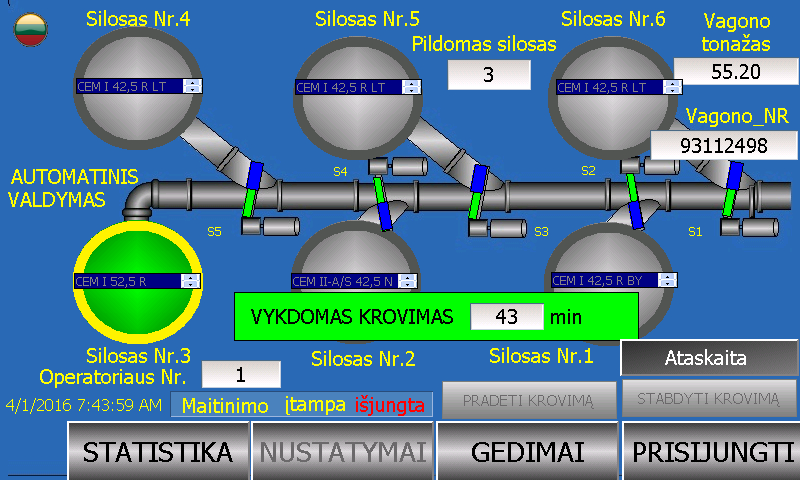 Silosas Nr.4
Silosas Nr.5
Silosas Nr.6
Vagono
tonažas
Pildomas silosas
3
55.20
CEM I 42,5 R LT
CEM I 42,5 R LT
CEM I 42,5 R LT
Vagono_NR
93112498
AUTOMATINIS
VALDYMAS
S4
S2
S5
S3
S1
CEM I 52,5 R
CEM II-A/S 42,5 N
CEM I 42,5 R BY
VYKDOMAS KROVIMAS 43 min
Silosas Nr.3
Silosas Nr.2
Silosas Nr.1
Ataskaita
Operatoriaus Nr. 1
4/1/2016 7:43:59 AM
Maitinimo įtampa išjungta
PRADETI KROVIMĄ
STABDYTI KROVIMĄ
STATISTIKA
NUSTATYMAI
GEDIMAI
PRISIJUNGTI